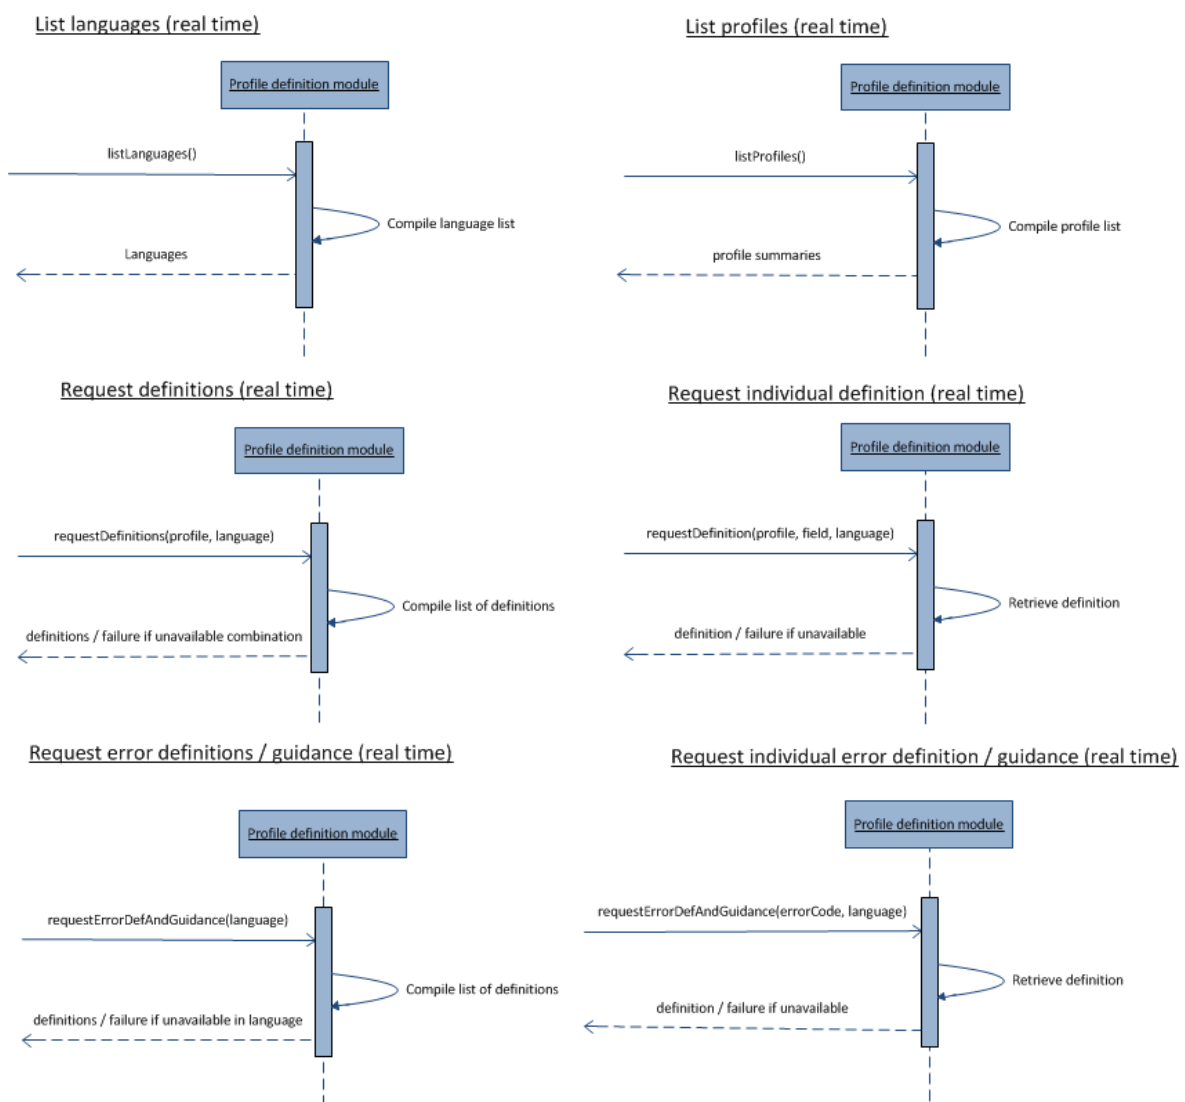 List languages (real time)
Profile definition module
listLanguages()
Compile language list
Languages
List profiles (real time)
Profile definition module
listProfiles()
Compile profile list
profile summaries
Request definitions (real time)
Profile definition module
requestDefinitions(profile, language)
Compile list of definitions
definitions / failure if unavailable combination
Request individual definition (real time)
Profile definition module
requestDefinition(profile, field, language)
Retrieve definition
definition / failure if unavailable
Request error definitions / guidance (real time)
Profile definition module
requestErrorDefAndGuidance(language)
Compile list of definitions
definitions / failure if unavailable in language
Request individual error definition / guidance (real time)
Profile definition module
requestErrorDefAndGuidance(errorCode, language)
Retrieve definition
definition / failure if unavailable